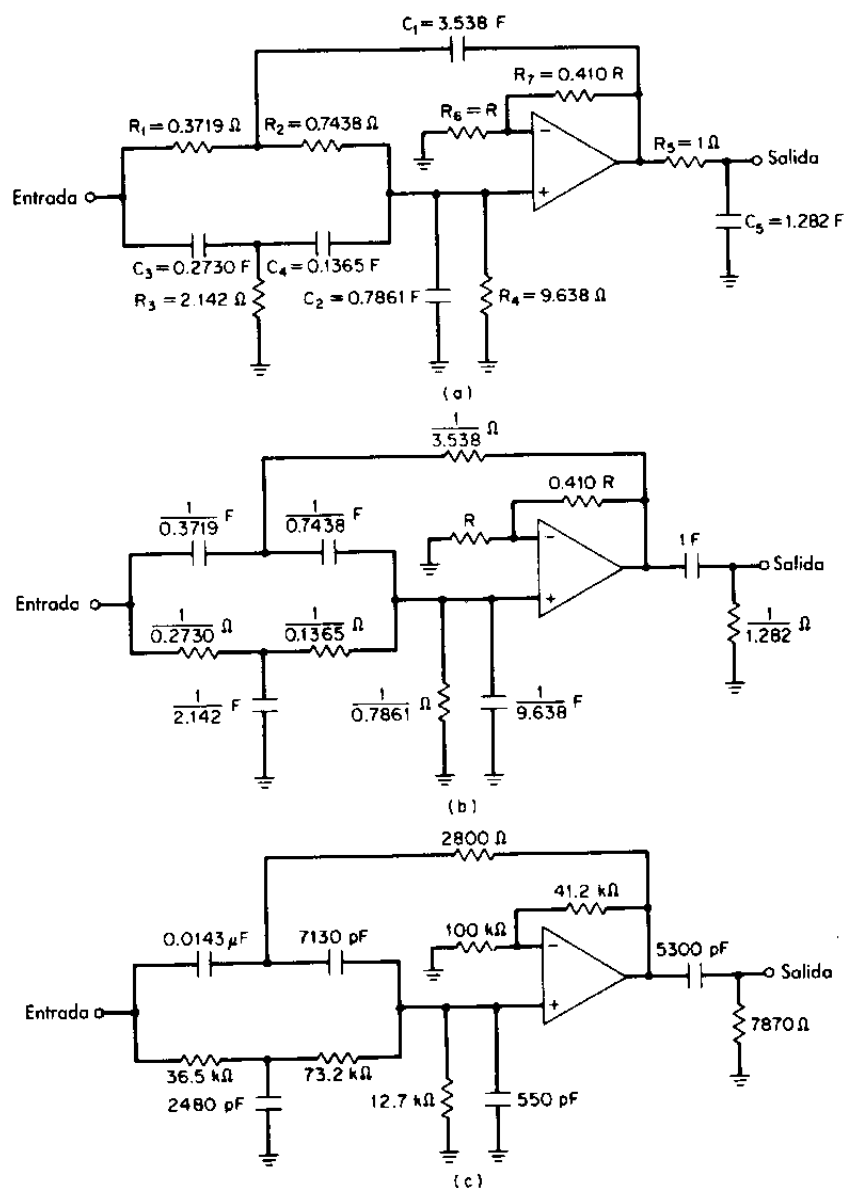 C₁=3.538 F
R₇=0.410 R
R₆=R
R₁=0.3719 Ω
R₂=0.7438 Ω
R₅=1 Ω
Salida
Entrada
−
+
C₃=0.2730 F
C₄=0.1365 F
C₅=1.282 F
R₃=2.142 Ω
C₂=0.7861 F
R₄=9.638 Ω
(a)
1/3.538 Ω
0.410 R
1/0.3719 F
1/0.7438 F
R
1 F
−
Salida
Entrada
+
1/0.2730 Ω
1/0.1365 Ω
1/1.282 Ω
1/2.142 F
1/0.7861 Ω
1/9.638 F
(b)
2800 Ω
41.2 kΩ
0.0143 μF
7130 pF
100 kΩ
5300 pF
−
Salida
Entrada
+
7870 Ω
36.5 kΩ
73.2 kΩ
2480 pF
12.7 kΩ
550 pF
(c)